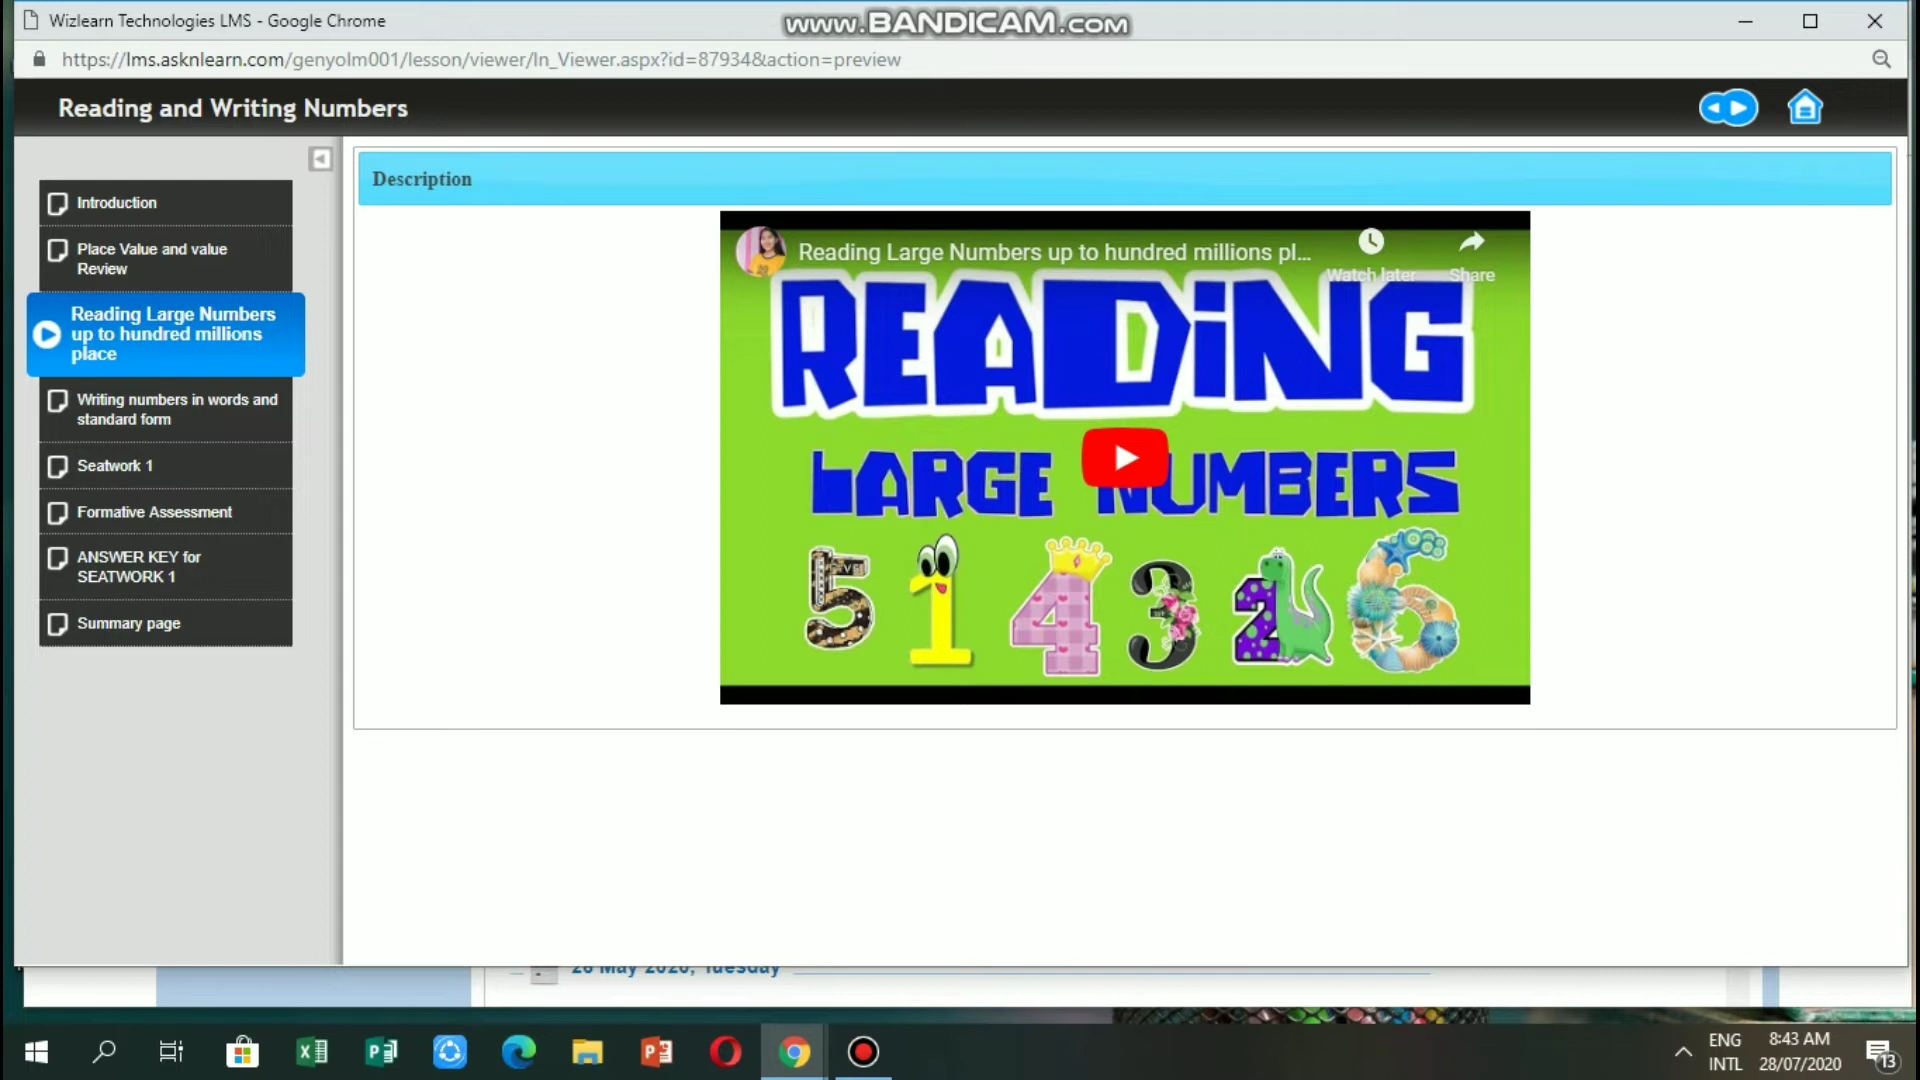 Wizlearn Technologies LMS - Google Chrome
www.BANDICAM.com
https://lms.asknlearn.com/genyolm001/lesson/viewer/ln_Viewer.aspx?id=87934&action=preview
Reading and Writing Numbers
Introduction
Place Value and value
Review
Reading Large Numbers
up to hundred millions
place
Writing numbers in words and
standard form
Seatwork 1
Formative Assessment
ANSWER KEY for
SEATWORK 1
Summary page
Description
Reading Large Numbers up to hundred millions pl...
Watch later
Share
READiNG
LARGE NUMBERS
5 1 4 3 2 6
May 2020, Tuesday
ENG
INTL
8:43 AM
28/07/2020
13